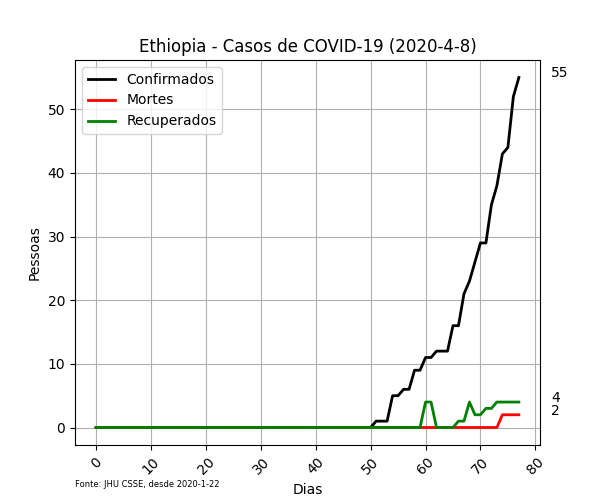 Ethiopia - Casos de COVID-19 (2020-4-8)
Confirmados
Mortes
Recuperados
55
50
40
30
20
10
0
4
2
Pessoas
0 10 20 30 40 50 60 70 80
Dias
Fonte: JHU CSSE, desde 2020-1-22